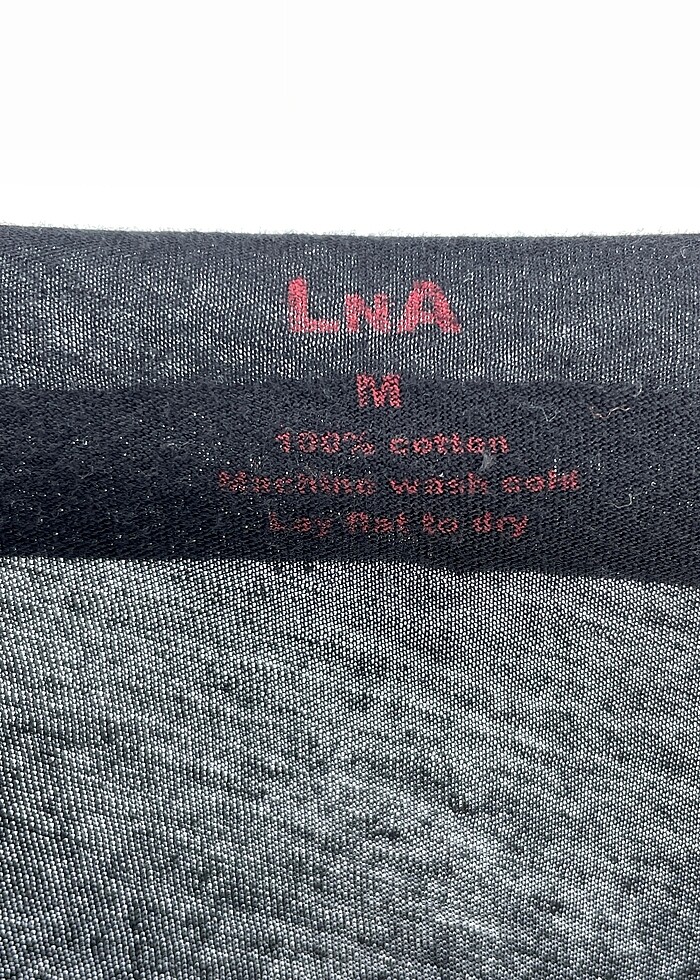 LnA
M
100% cotton
Machine wash cold
Lay flat to dry